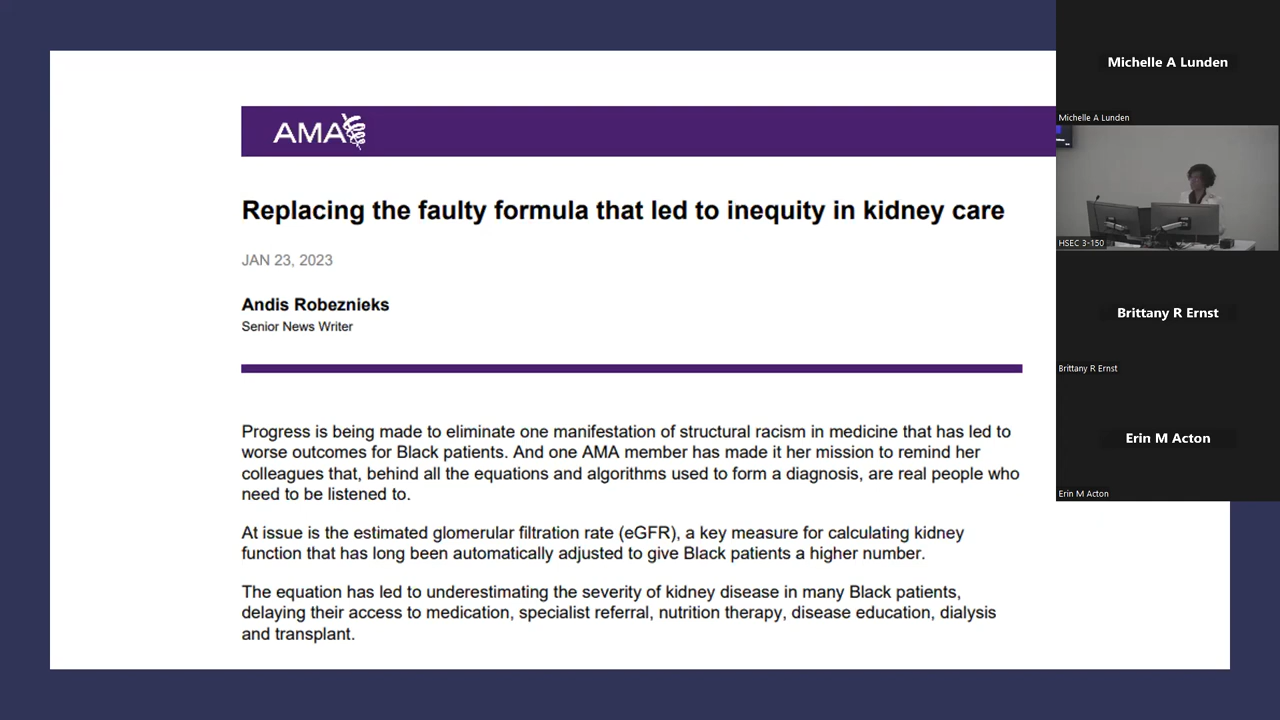 AMA
Replacing the faulty formula that led to inequity in kidney care
JAN 23, 2023
Andis Robeznieks
Senior News Writer
Progress is being made to eliminate one manifestation of structural racism in medicine that has led to
worse outcomes for Black patients. And one AMA member has made it her mission to remind her
colleagues that, behind all the equations and algorithms used to form a diagnosis, are real people who
need to be listened to.
At issue is the estimated glomerular filtration rate (eGFR), a key measure for calculating kidney
function that has long been automatically adjusted to give Black patients a higher number.
The equation has led to underestimating the severity of kidney disease in many Black patients,
delaying their access to medication, specialist referral, nutrition therapy, disease education, dialysis
and transplant.
Michelle A Lunden
Michelle A Lunden
HSEC 3-150
Brittany R Ernst
Brittany R Ernst
Erin M Acton
Erin M Acton